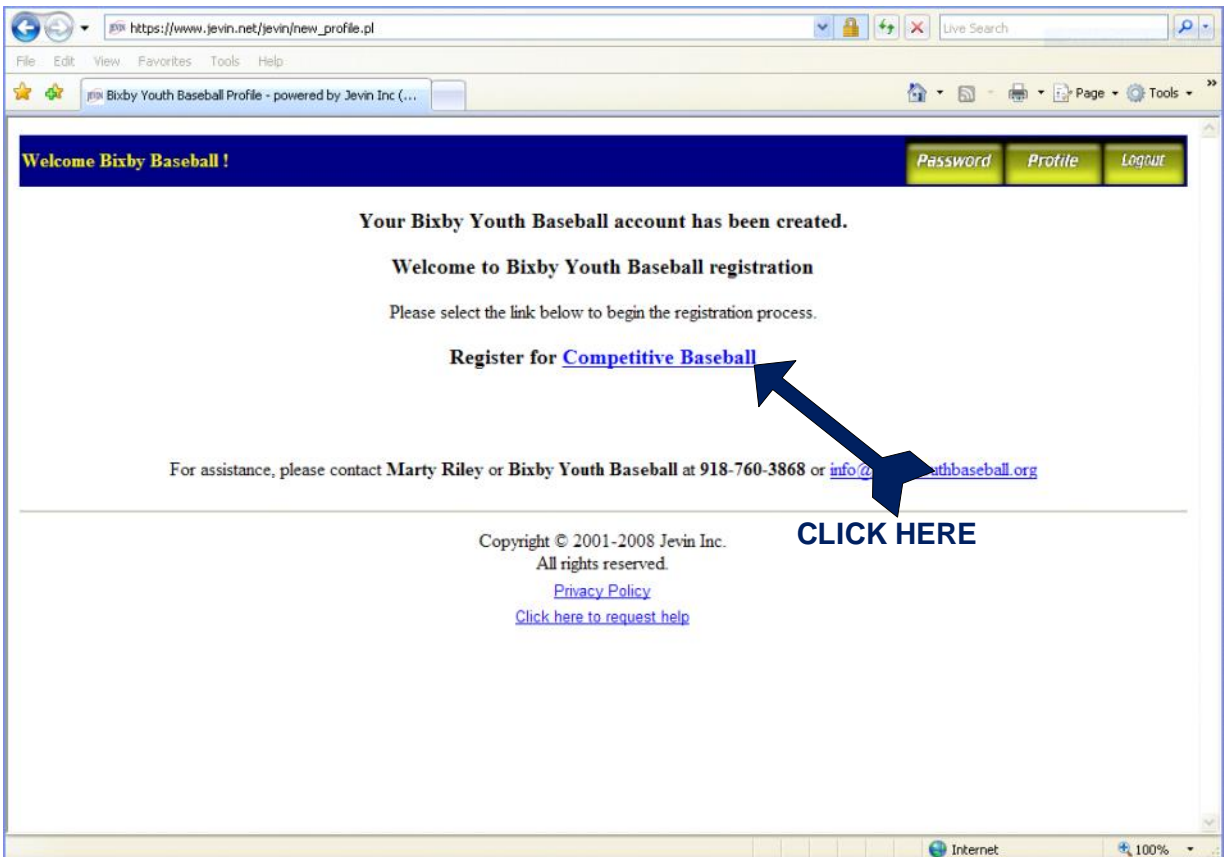 https://www.jevin.net/jevin/new_profile.pl
Live Search
File Edit View Favorites Tools Help
Bixby Youth Baseball Profile - powered by Jevin Inc (...
Page Tools
Welcome Bixby Baseball !
Password Profile Logout
Your Bixby Youth Baseball account has been created.
Welcome to Bixby Youth Baseball registration
Please select the link below to begin the registration process.
Register for Competitive Baseball
For assistance, please contact Marty Riley or Bixby Youth Baseball at 918-760-3868 or info@ uthbaseball.org
CLICK HERE
Copyright © 2001-2008 Jevin Inc.
All rights reserved.
Privacy Policy
Click here to request help
Internet 100%